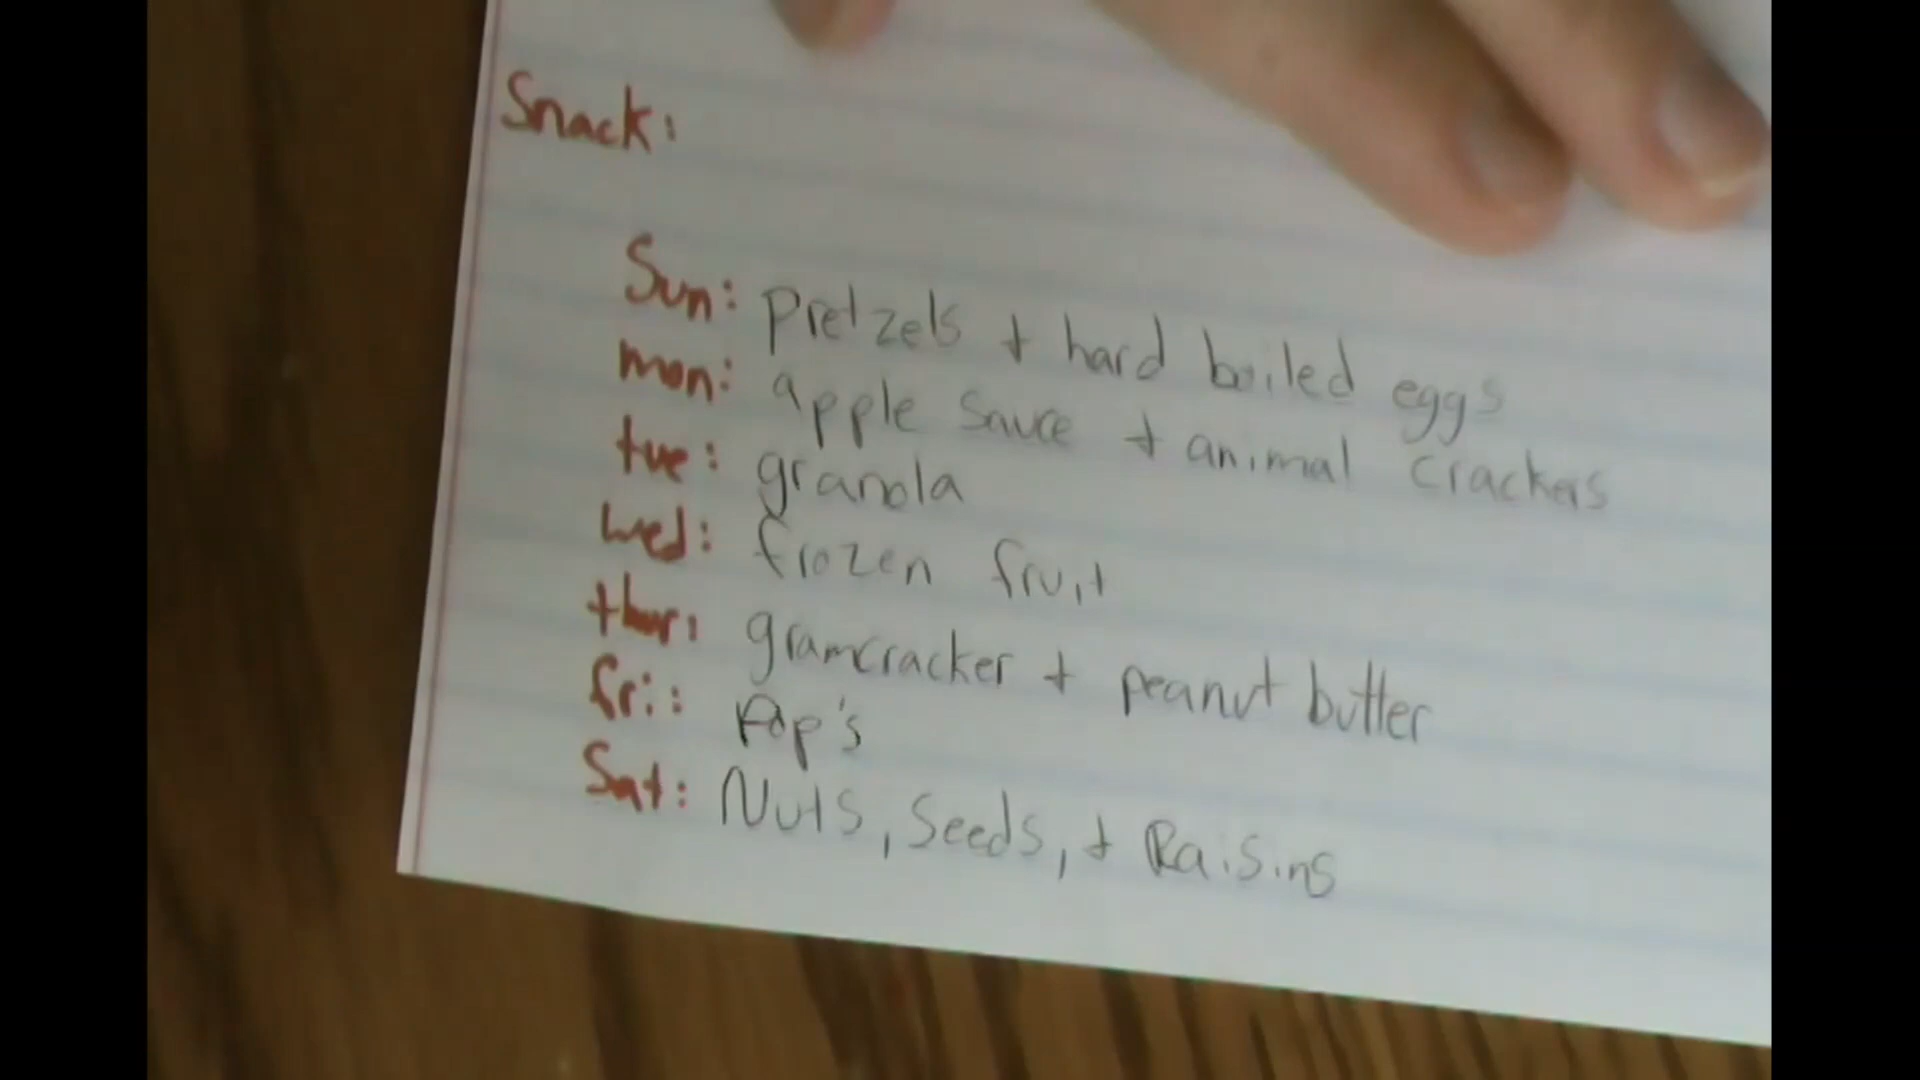 Snack:
Sun: Pretzels + hard boiled eggs
mon: apple sauce + animal crackers
tue: granola
wed: frozen fruit
thur: gramcracker + peanut butter
fri: Pop's
Sat: Nuts, Seeds, + Raisins